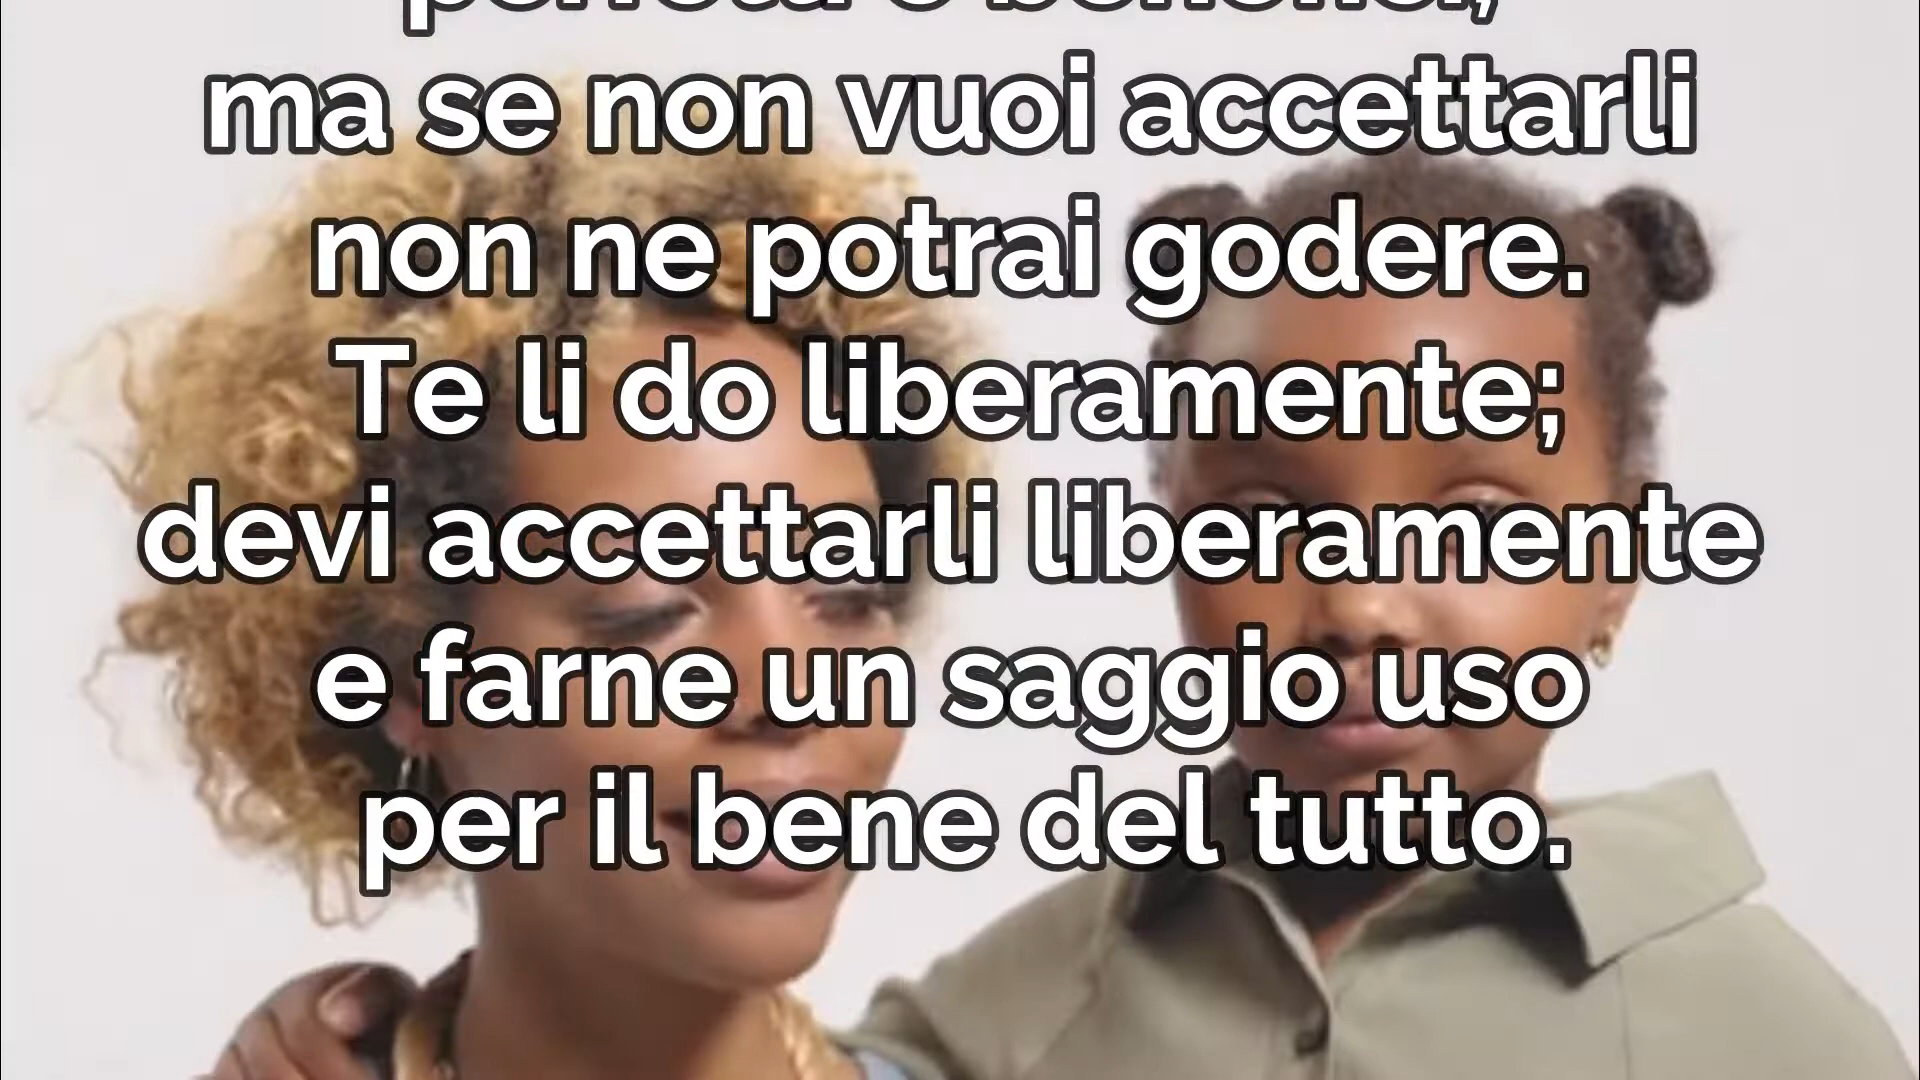 ma se non vuoi accettarli
non ne potrai godere.
Te li do liberamente;
devi accettarli liberamente
e farne un saggio uso
per il bene del tutto.